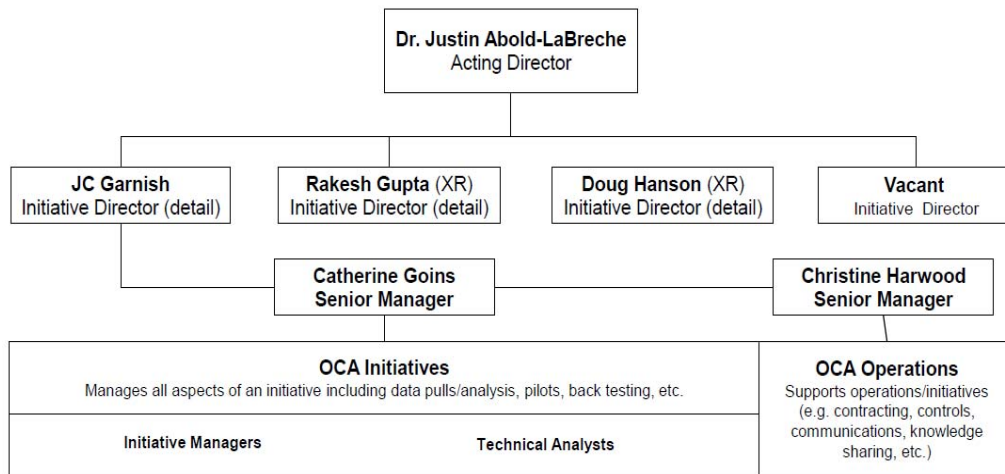 Dr. Justin Abold-LaBreche
Acting Director
JC Garnish
Initiative Director (detail)
Rakesh Gupta (XR)
Initiative Director (detail)
Doug Hanson (XR)
Initiative Director (detail)
Vacant
Initiative Director
Catherine Goins
Senior Manager
Christine Harwood
Senior Manager
OCA Initiatives
Manages all aspects of an initiative including data pulls/analysis, pilots, back testing, etc.
Initiative Managers
Technical Analysts
OCA Operations
Supports operations/initiatives
(e.g. contracting, controls,
communications, knowledge
sharing, etc.)